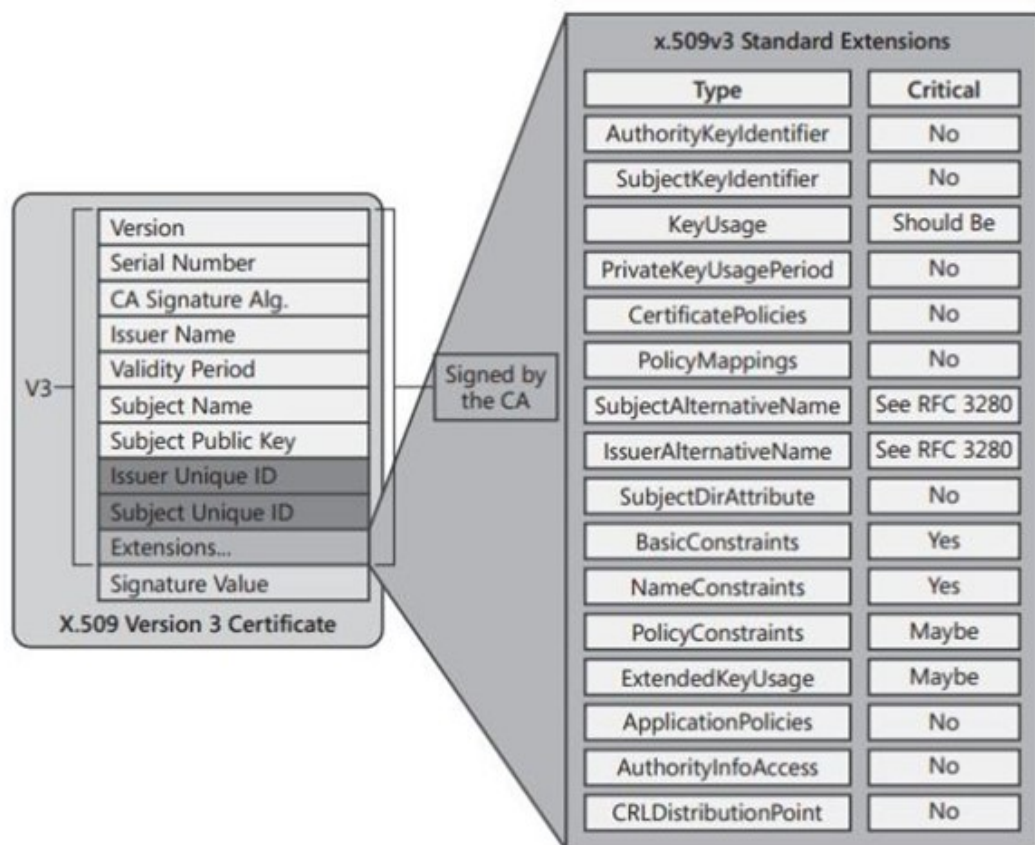 V3
Version
Serial Number
CA Signature Alg.
Issuer Name
Validity Period
Subject Name
Subject Public Key
Issuer Unique ID
Subject Unique ID
Extensions...
Signature Value
X.509 Version 3 Certificate
Signed by
the CA
x.509v3 Standard Extensions
Type Critical
AuthorityKeyIdentifier No
SubjectKeyIdentifier No
KeyUsage Should Be
PrivateKeyUsagePeriod No
CertificatePolicies No
PolicyMappings No
SubjectAlternativeName See RFC 3280
IssuerAlternativeName See RFC 3280
SubjectDirAttribute No
BasicConstraints Yes
NameConstraints Yes
PolicyConstraints Maybe
ExtendedKeyUsage Maybe
ApplicationPolicies No
AuthorityInfoAccess No
CRLDistributionPoint No